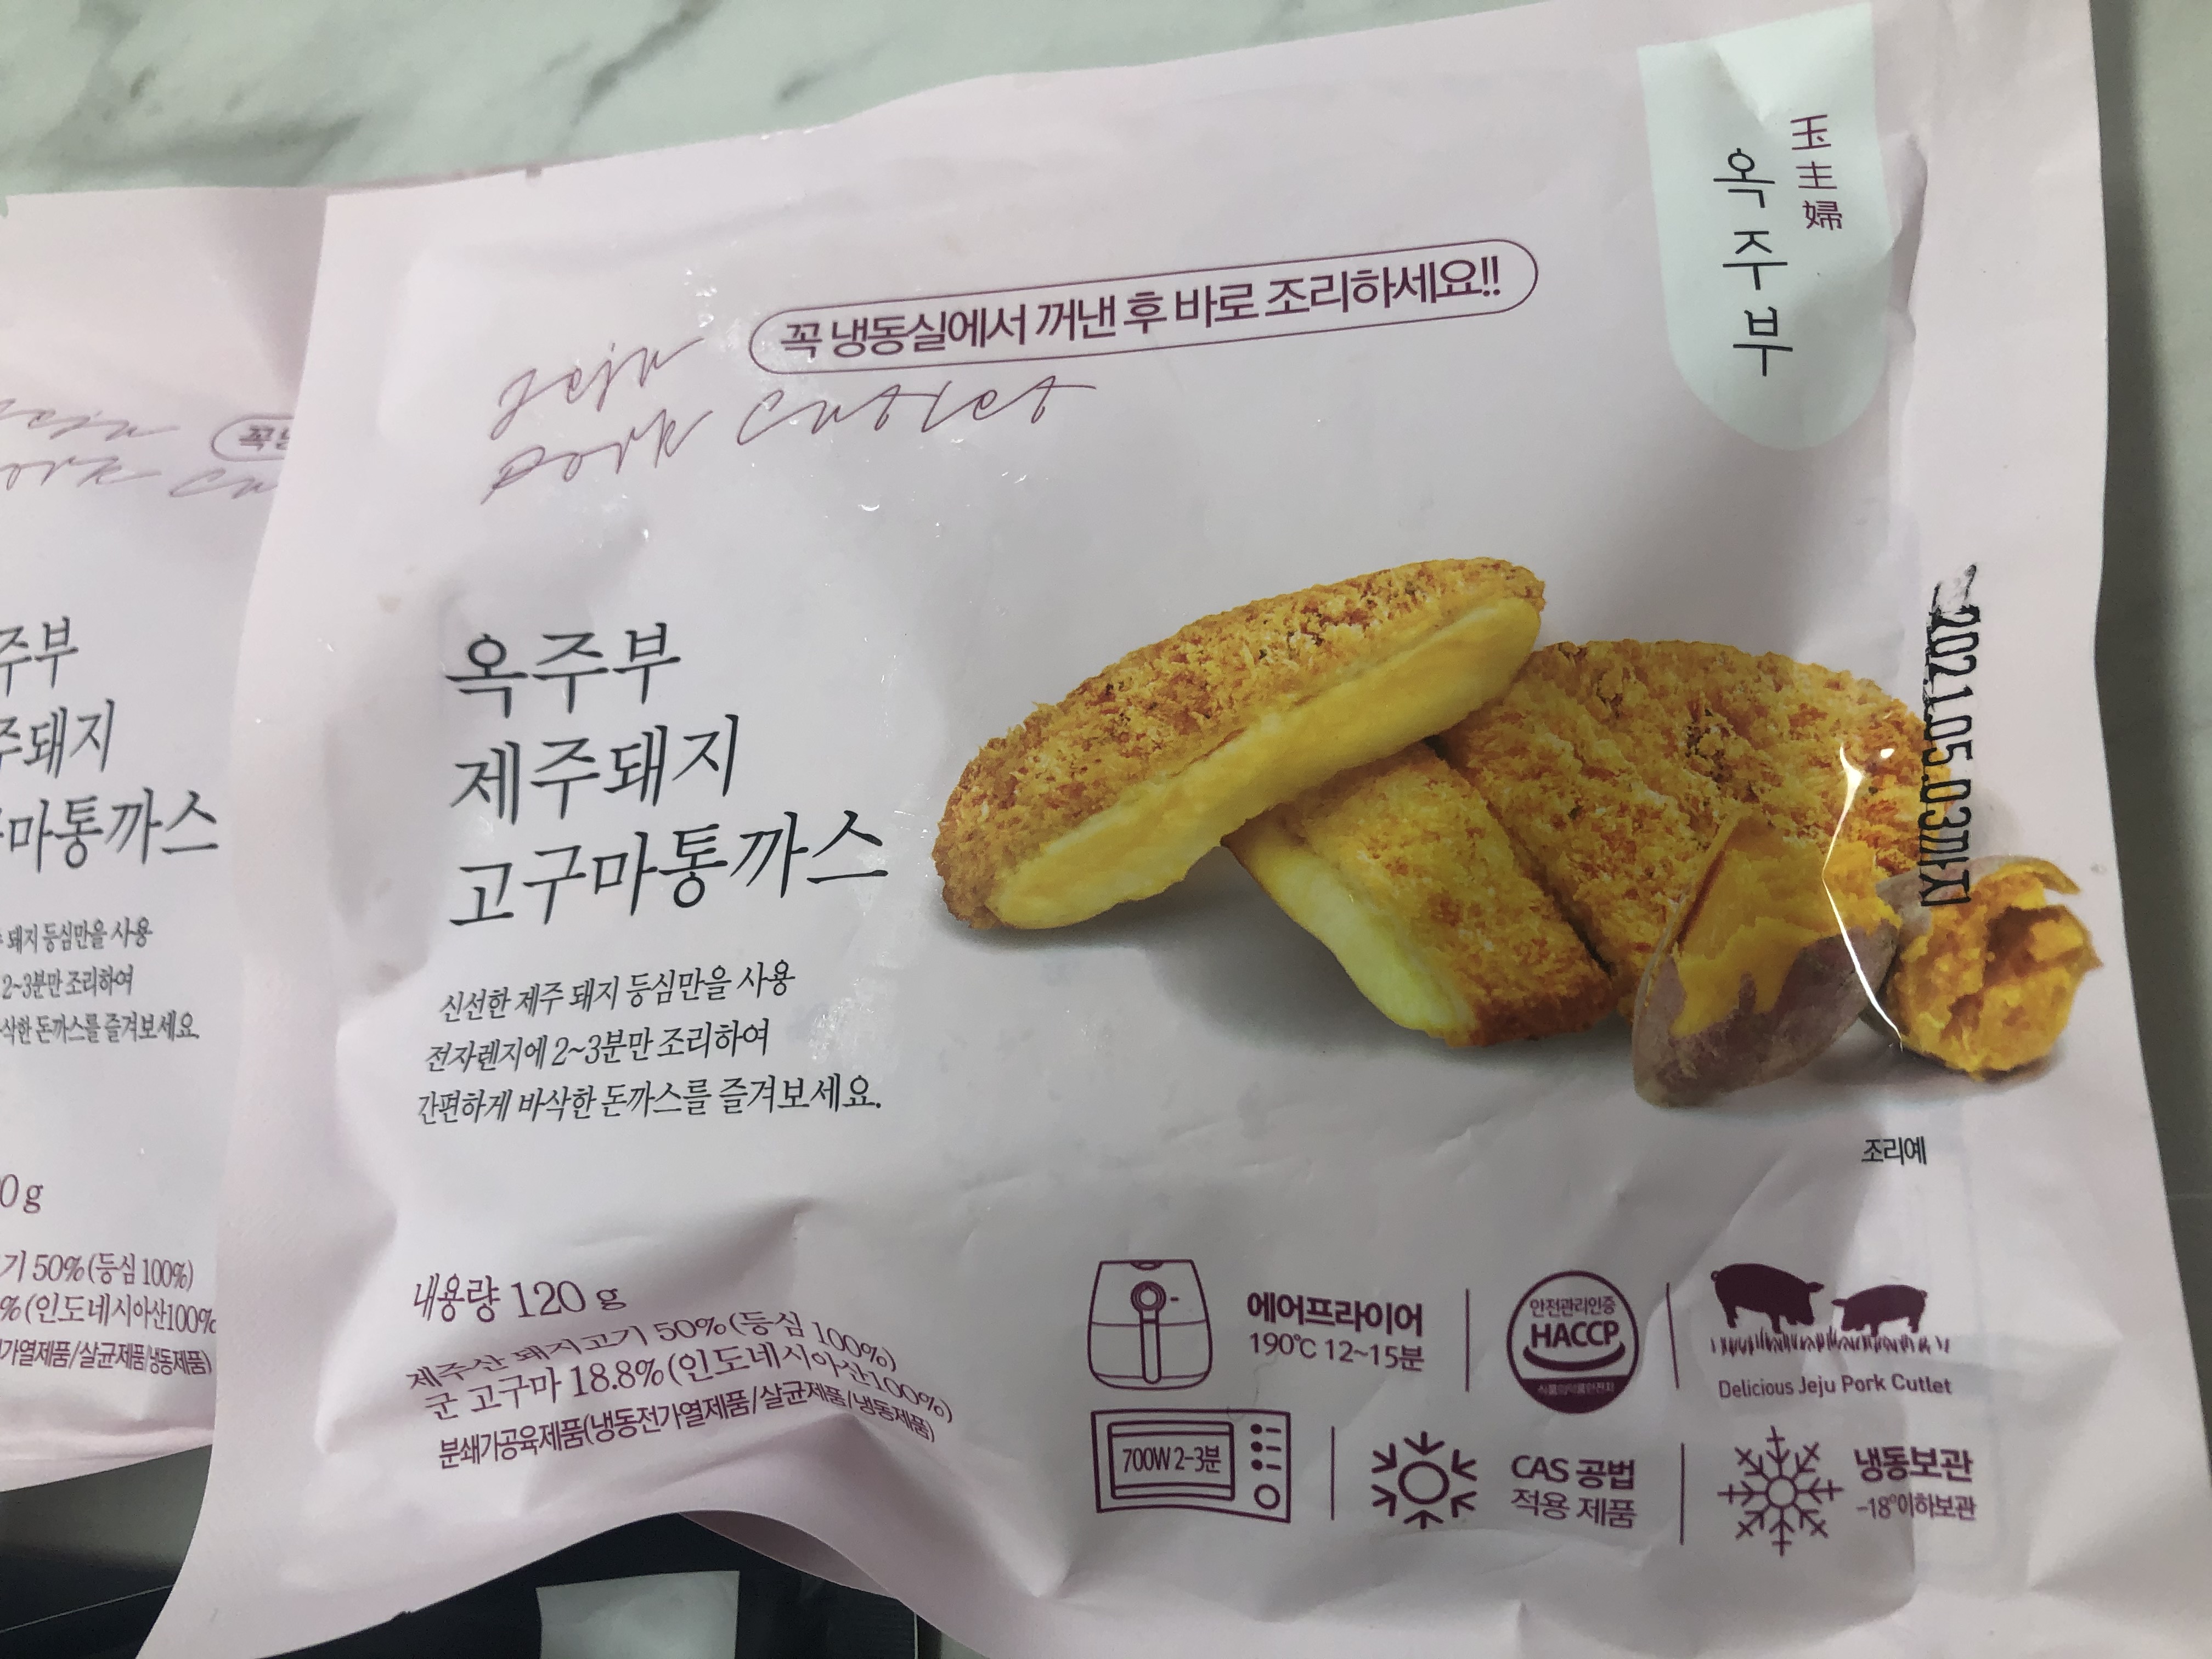 玉主婦
옥주부
꼭 냉동실에서 꺼낸 후 바로 조리하세요!!
Jeju
Pork Cutlet
옥주부
제주돼지
고구마통까스
신선한 제주 돼지 등심만을 사용
전자렌지에 2~3분만 조리하여
간편하게 바삭한 돈까스를 즐겨보세요.
2021.05.03까지
조리예
내용량 120 g
제주산 돼지고기 50%(등심 100%)
군 고구마 18.8%(인도네시아산100%)
분쇄가공육제품(냉동전가열제품/살균제품/냉동제품)
에어프라이어
190℃ 12~15분
안전관리인증
HACCP
식품의약품안전처
Delicious Jeju Pork Cutlet
700W 2-3분
CAS 공법
적용 제품
냉동보관
-18°이하보관
주부
주돼지
마통까스
돼지 등심만을 사용
2~3분만 조리하여
삭한 돈까스를 즐겨보세요.
0 g
기 50%(등심 100%)
%(인도네시아산100%
가열제품/살균제품/냉동제품)